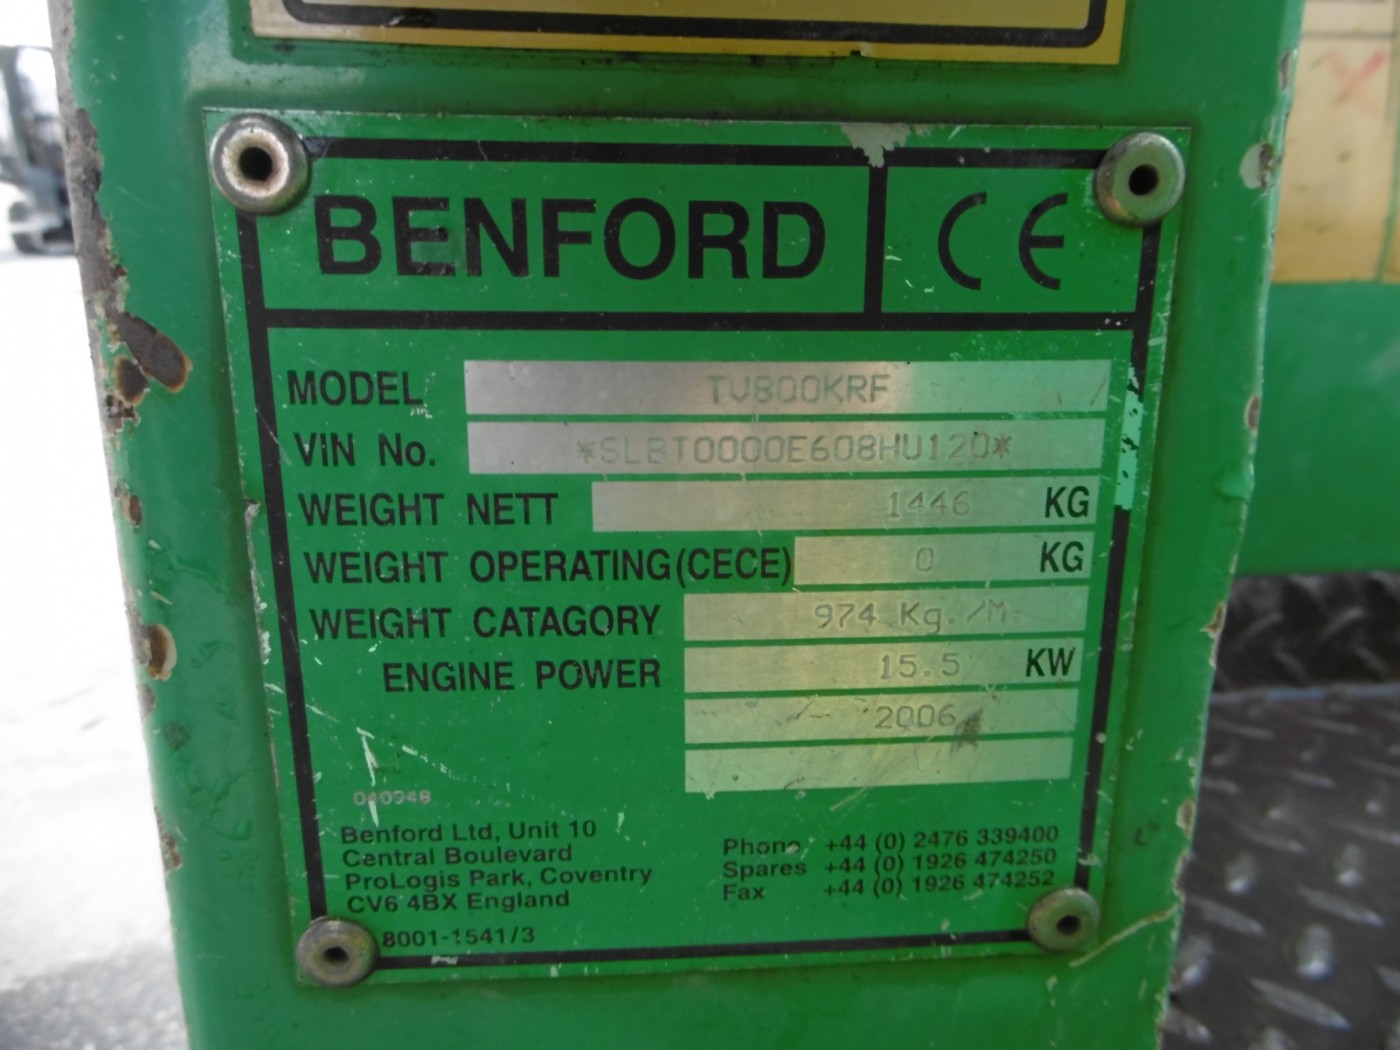 BENFORD CE
MODEL TV800KRF
VIN No. *SLBT0000E608HU120*
WEIGHT NETT 1446 KG
WEIGHT OPERATING(CECE) 0 KG
WEIGHT CATAGORY 974 Kg./M
ENGINE POWER 15.5 KW
2006
040948
Benford Ltd, Unit 10
Central Boulevard
ProLogis Park, Coventry
CV6 4BX England
Phone +44 (0) 2476 339400
Spares +44 (0) 1926 474250
Fax +44 (0) 1926 474252
8001-1541/3